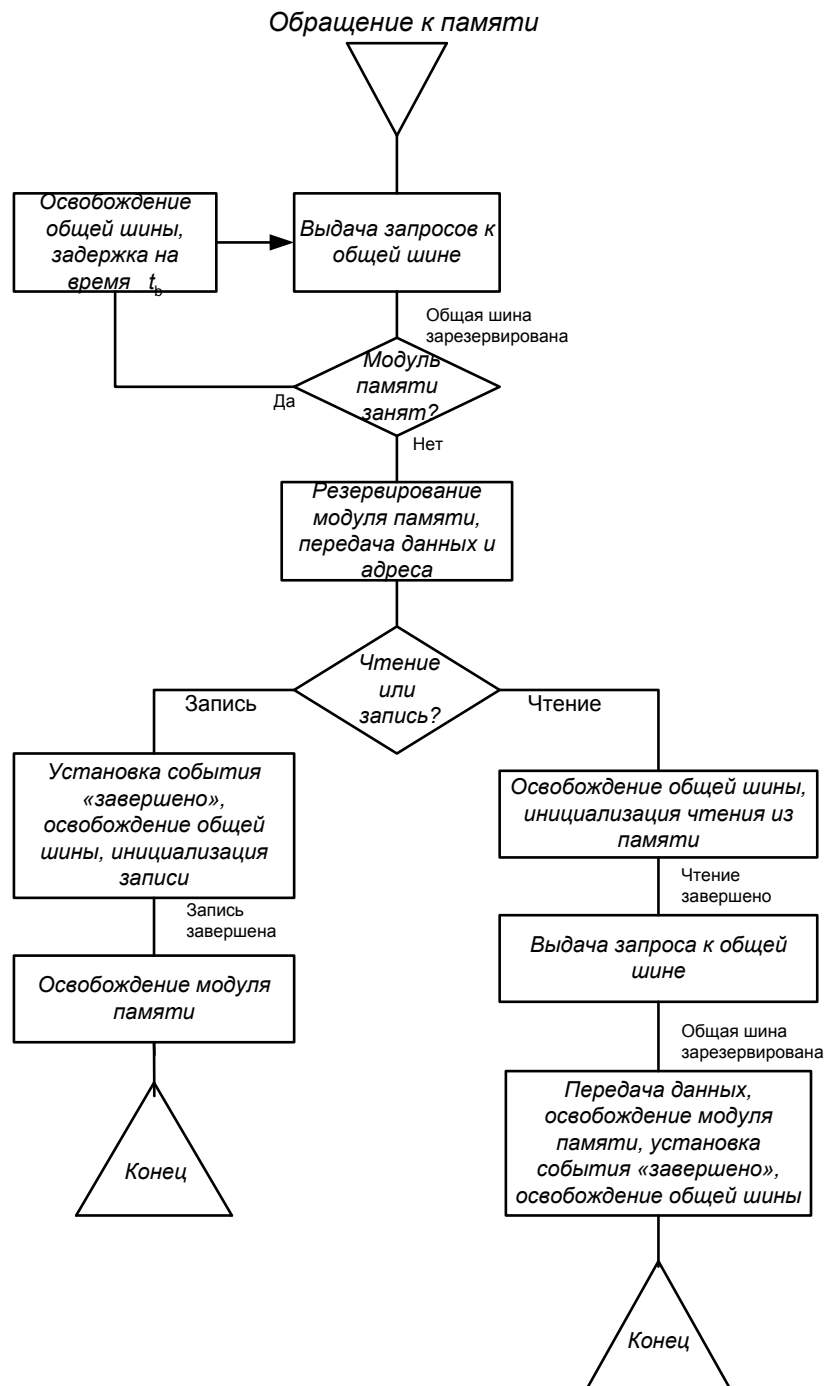 Обращение к памяти
Освобождение
общей шины,
задержка на
время t_b
Выдача запросов к
общей шине
Общая шина
зарезервирована
Модуль
памяти
занят?
Да
Нет
Резервирование
модуля памяти,
передача данных и
адреса
Чтение
или
запись?
Запись
Чтение
Установка события
«завершено»,
освобождение общей
шины, инициализация
записи
Запись
завершена
Освобождение модуля
памяти
Конец
Освобождение общей шины,
инициализация чтения из
памяти
Чтение
завершено
Выдача запроса к общей
шине
Общая шина
зарезервирована
Передача данных,
освобождение модуля
памяти, установка
события «завершено»,
освобождение общей шины
Конец